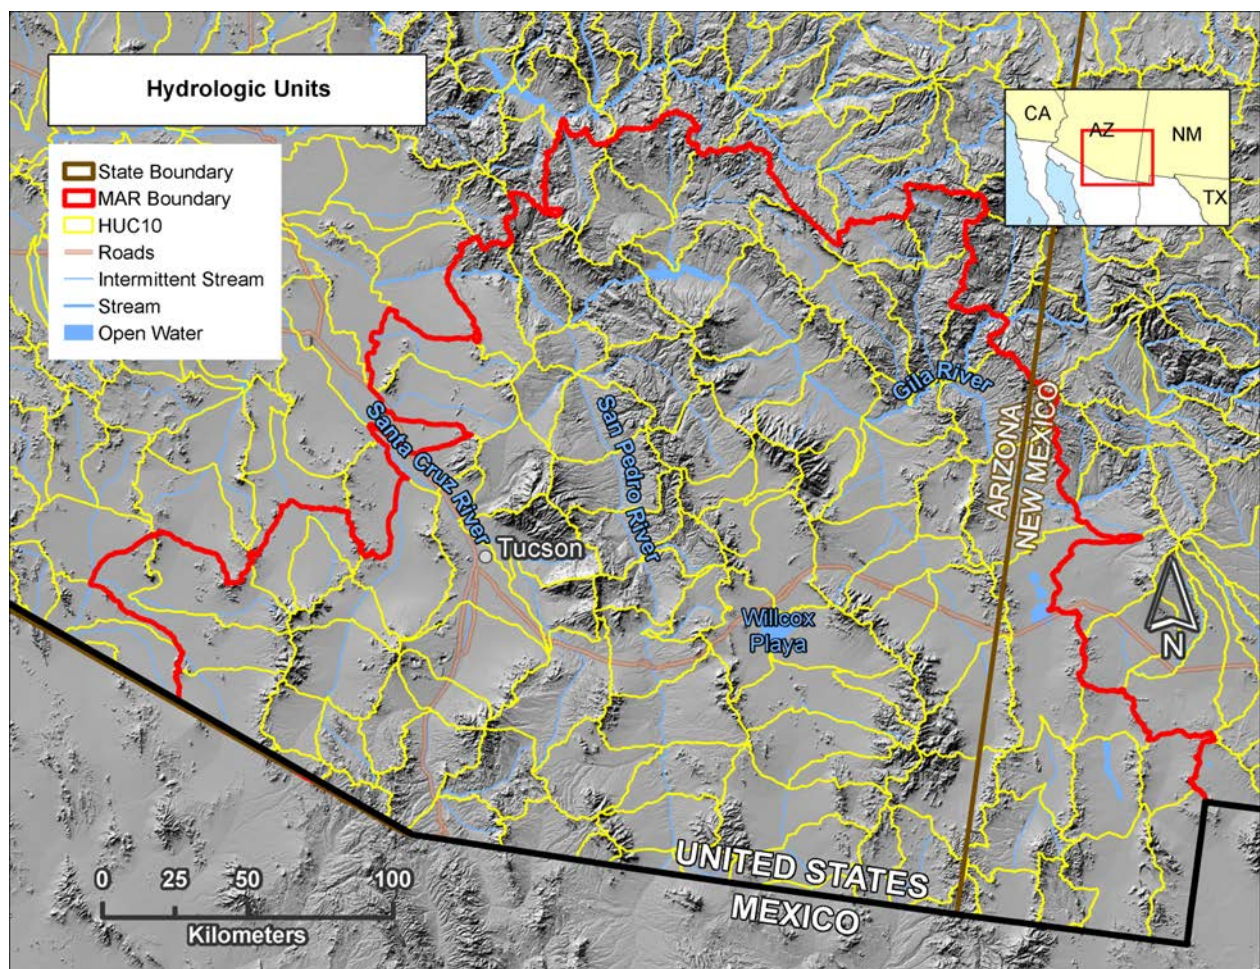 Hydrologic Units
State Boundary
MAR Boundary
HUC10
Roads
Intermittent Stream
Stream
Open Water
CA
AZ
NM
TX
Gila River
Santa Cruz River
San Pedro River
ARIZONA
NEW MEXICO
Tucson
Willcox
Playa
N
UNITED STATES
MEXICO
0 25 50 100
Kilometers